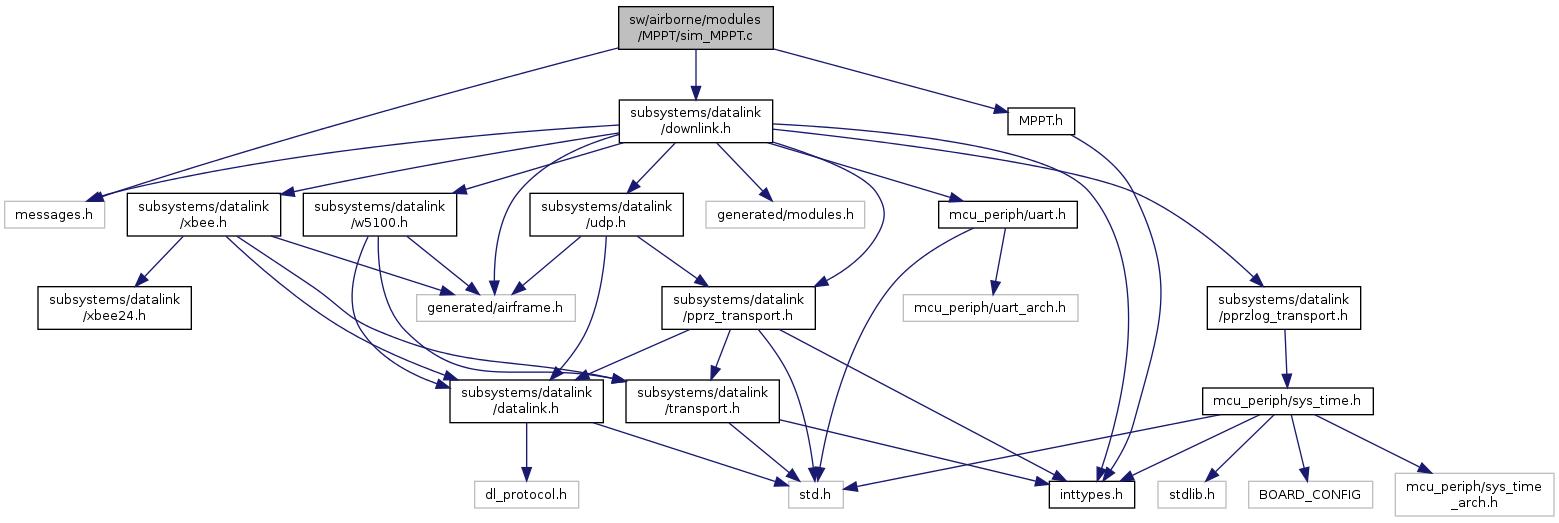 sw/airborne/modules
/MPPT/sim_MPPT.c
subsystems/datalink
/downlink.h
MPPT.h
messages.h
subsystems/datalink
/xbee.h
subsystems/datalink
/w5100.h
subsystems/datalink
/udp.h
generated/modules.h
mcu_periph/uart.h
subsystems/datalink
/xbee24.h
generated/airframe.h
subsystems/datalink
/pprz_transport.h
mcu_periph/uart_arch.h
subsystems/datalink
/pprzlog_transport.h
subsystems/datalink
/datalink.h
subsystems/datalink
/transport.h
mcu_periph/sys_time.h
dl_protocol.h
std.h
inttypes.h
stdlib.h
BOARD_CONFIG
mcu_periph/sys_time
_arch.h